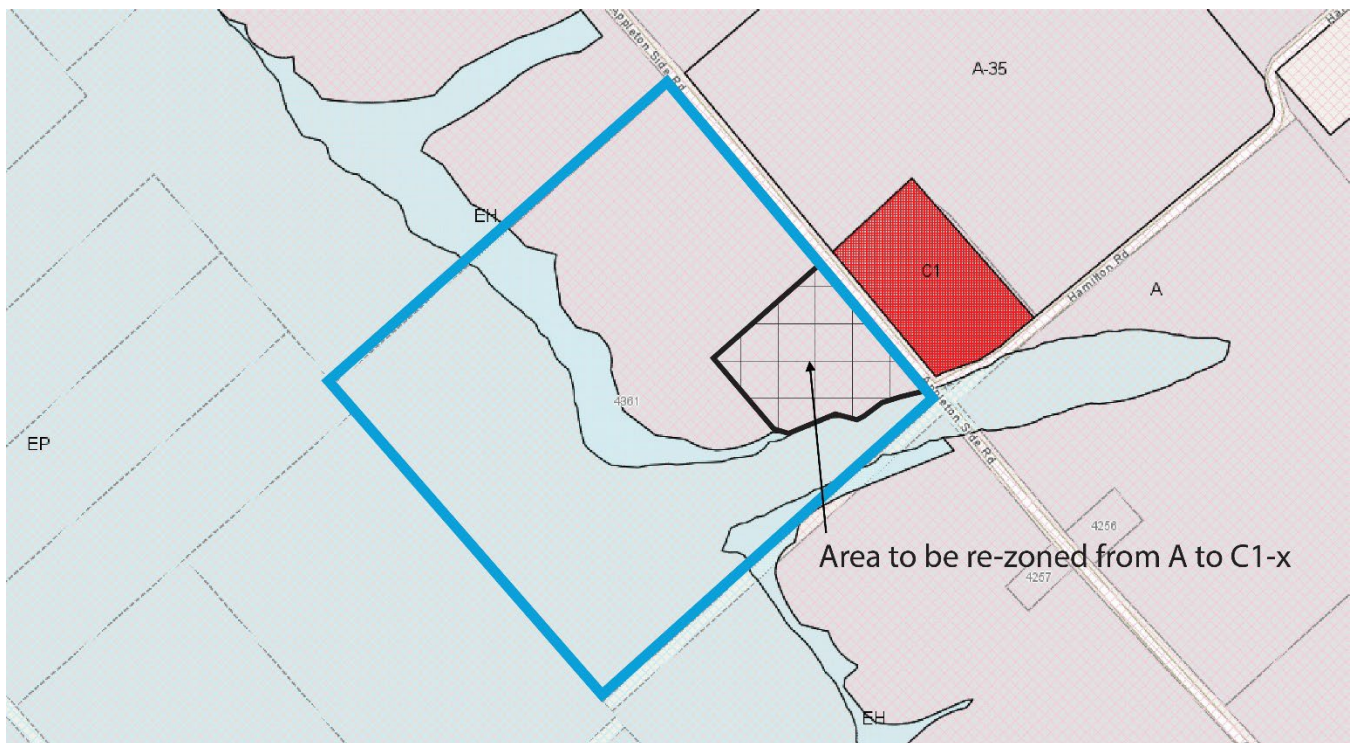 Appleton Side Rd
A-35
EH
C1
Hamilton Rd
A
4361
Appleton Side Rd
EP
4256
Area to be re-zoned from A to C1-x
4257
EH